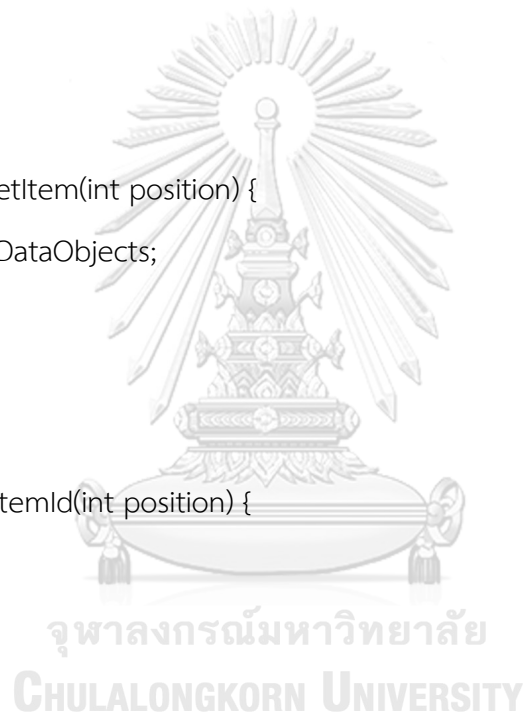 etItem(int position) {
DataObjects;
temId(int position) {
จุฬาลงกรณ์มหาวิทยาลัย
CHULALONGKORN UNIVERSITY